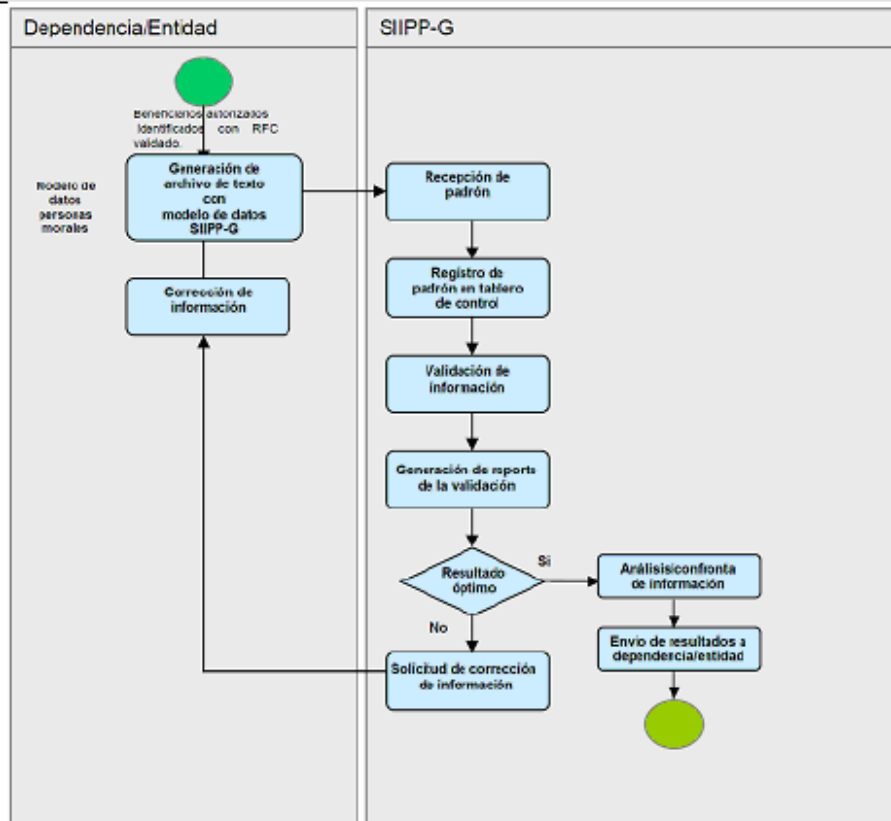 Dependencia/Entidad
SIIPP-G
Beneficiarios autorizados
Identificados con RFC
validado.
Generación de
archivo de texto
con
modelo de datos
SIIPP-G
Modelo de
datos
personas
morales
Corrección de
información
Recepción de
padrón
Registro de
padrón en tablero
de control
Validación de
información
Generación de reporte
de la validación
Resultado
óptimo
Si
No
Análisis/confronta
de información
Envío de resultados a
dependencia/entidad
Solicitud de corrección
de información